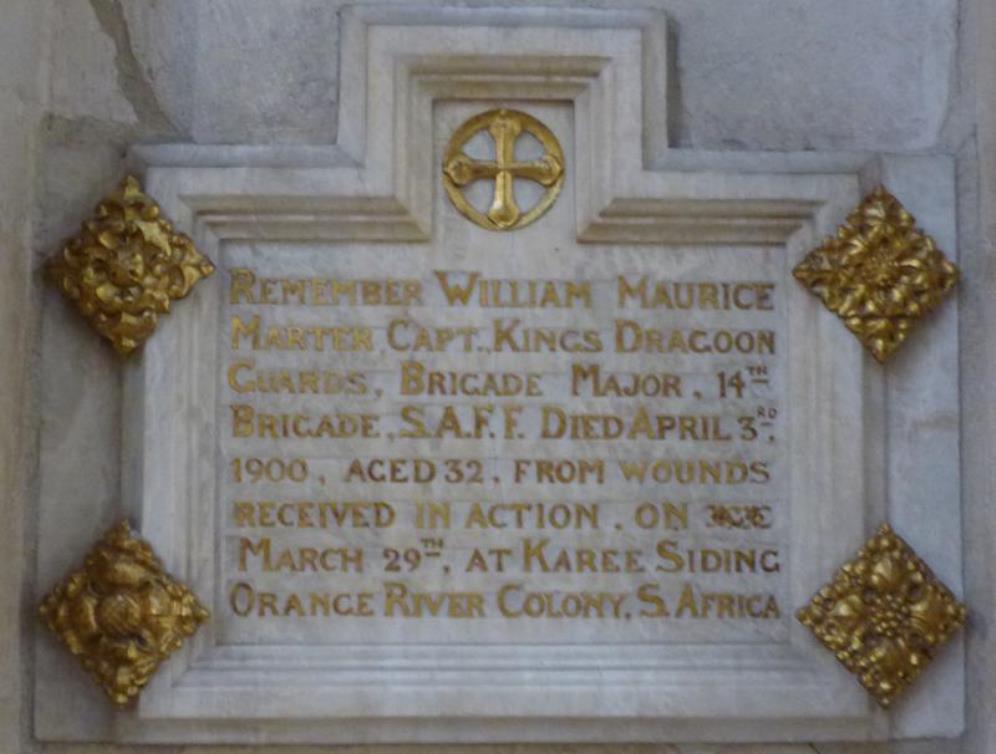 REMEMBER WILLIAM MAURICE
MARTER, CAPT., KINGS DRAGOON
GUARDS, BRIGADE MAJOR, 14TH
BRIGADE, S.A.F.F. DIED APRIL 3RD,
1900, AGED 32, FROM WOUNDS
RECEIVED IN ACTION, ON
MARCH 29TH, AT KAREE SIDING
ORANGE RIVER COLONY, S. AFRICA